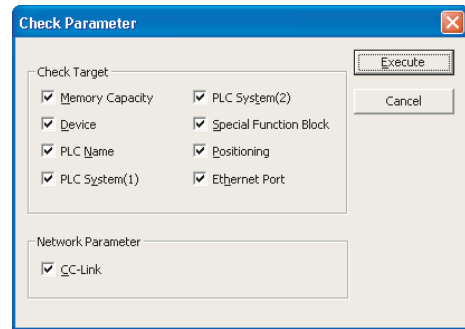 Check Parameter
Check Target
Memory Capacity
Device
PLC Name
PLC System(1)
PLC System(2)
Special Function Block
Positioning
Ethernet Port
Network Parameter
CC-Link
Execute
Cancel